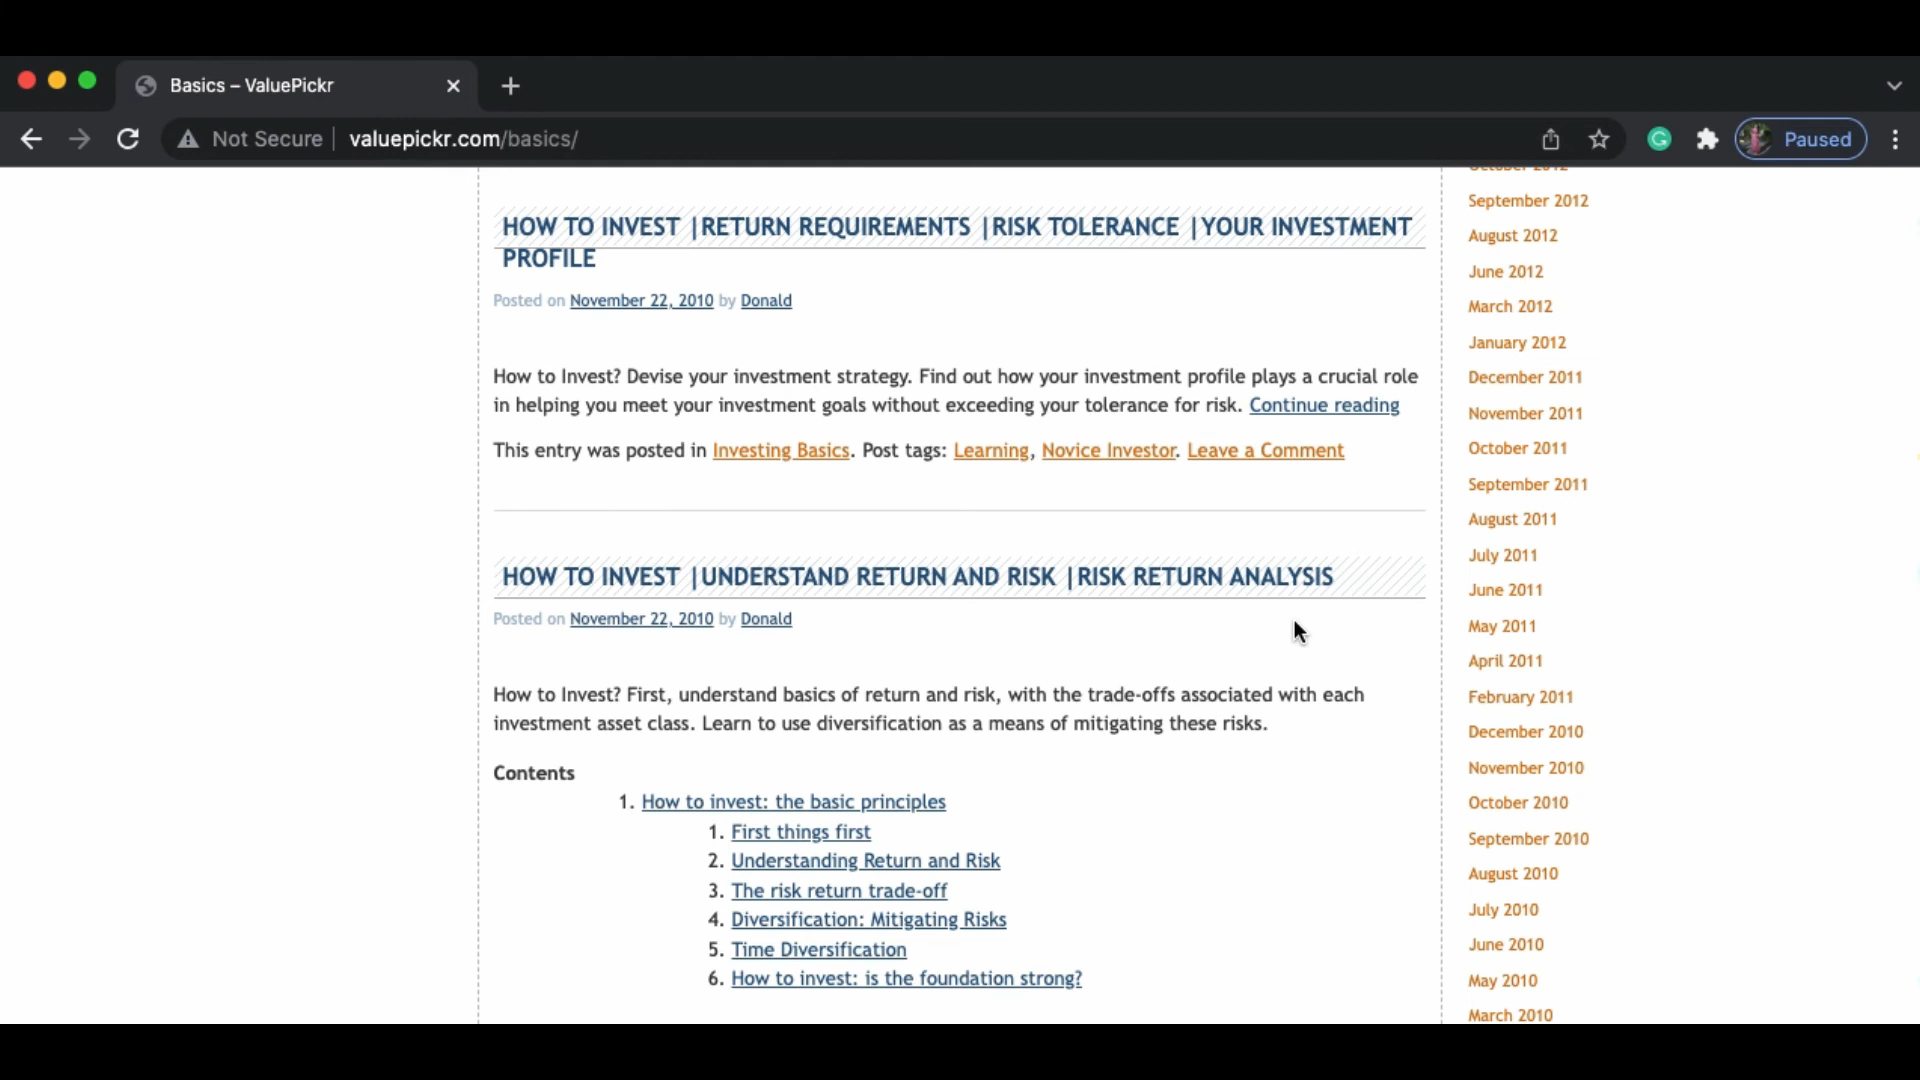 Basics – ValuePickr
Not Secure
valuepickr.com/basics/
Paused
HOW TO INVEST |RETURN REQUIREMENTS |RISK TOLERANCE |YOUR INVESTMENT
PROFILE
Posted on November 22, 2010 by Donald
How to Invest? Devise your investment strategy. Find out how your investment profile plays a crucial role
in helping you meet your investment goals without exceeding your tolerance for risk. Continue reading
This entry was posted in Investing Basics. Post tags: Learning, Novice Investor. Leave a Comment
HOW TO INVEST |UNDERSTAND RETURN AND RISK |RISK RETURN ANALYSIS
Posted on November 22, 2010 by Donald
How to Invest? First, understand basics of return and risk, with the trade-offs associated with each
investment asset class. Learn to use diversification as a means of mitigating these risks.
Contents
1. How to invest: the basic principles
1. First things first
2. Understanding Return and Risk
3. The risk return trade-off
4. Diversification: Mitigating Risks
5. Time Diversification
6. How to invest: is the foundation strong?
October 2012
September 2012
August 2012
June 2012
March 2012
January 2012
December 2011
November 2011
October 2011
September 2011
August 2011
July 2011
June 2011
May 2011
April 2011
February 2011
December 2010
November 2010
October 2010
September 2010
August 2010
July 2010
June 2010
May 2010
March 2010